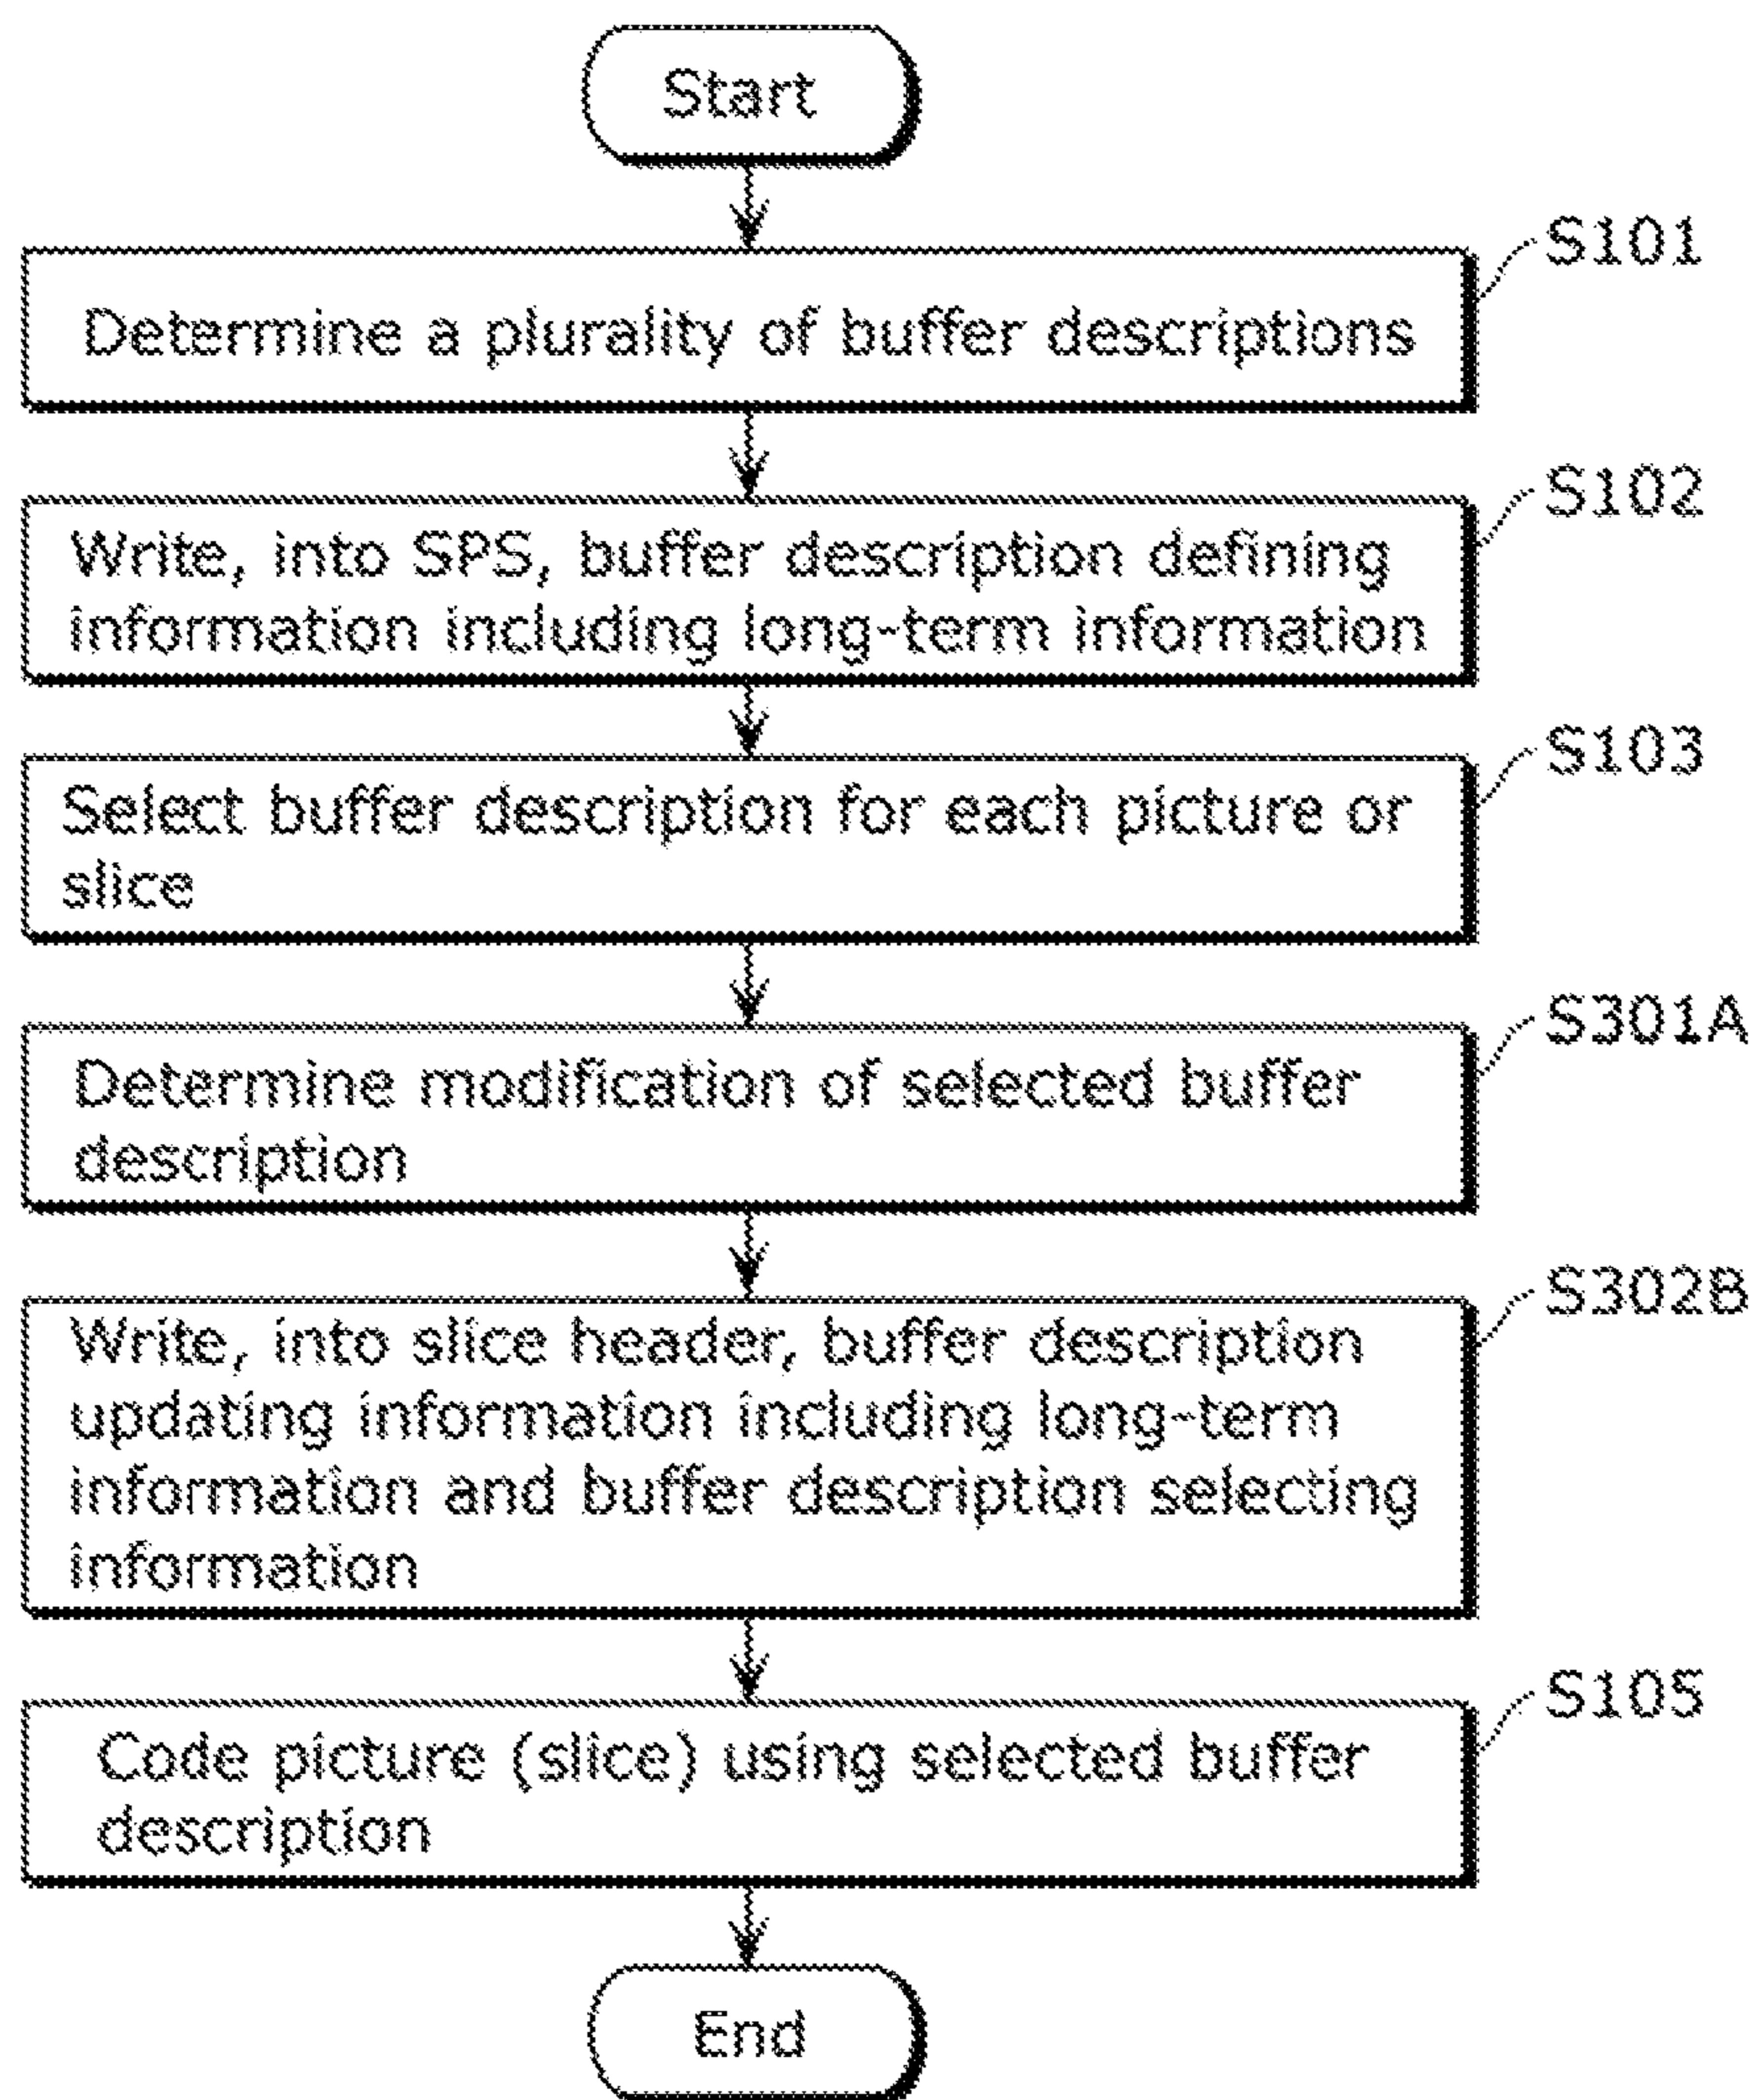 Start
S101
Determine a plurality of buffer descriptions
S102
Write, into SPS, buffer description defining
information including long-term information
S103
Select buffer description for each picture or
slice
S301A
Determine modification of selected buffer
description
S302B
Write, into slice header, buffer description
updating information including long-term
information and buffer description selecting
information
S105
Code picture (slice) using selected buffer
description
End